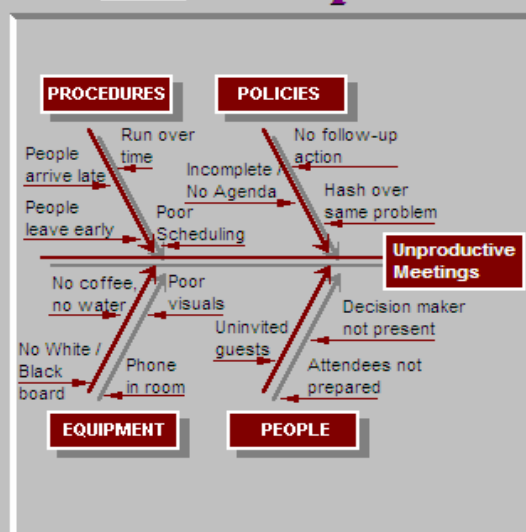 PROCEDURES
POLICIES
Run over
time
People
arrive late
People
leave early
Poor
Scheduling
No follow-up
action
Incomplete /
No Agenda
Hash over
same problem
Unproductive
Meetings
No coffee,
no water
Poor
visuals
No White /
Black
board
Phone
in room
Uninvited
guests
Decision maker
not present
Attendees not
prepared
EQUIPMENT
PEOPLE